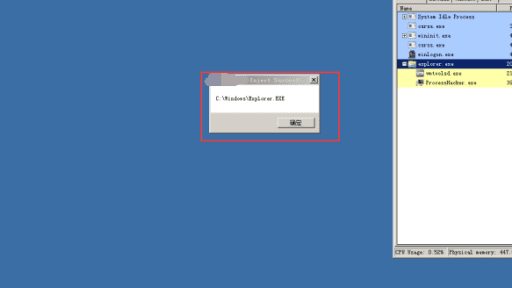 Inject Success!
C:\Windows\Explorer.EXE
确定
Name
System Idle Process
csrss.exe
wininit.exe
csrss.exe
winlogon.exe
explorer.exe
vmtoolsd.exe
ProcessHacker.exe
CPU Usage: 0.52%
Physical memory: 447.